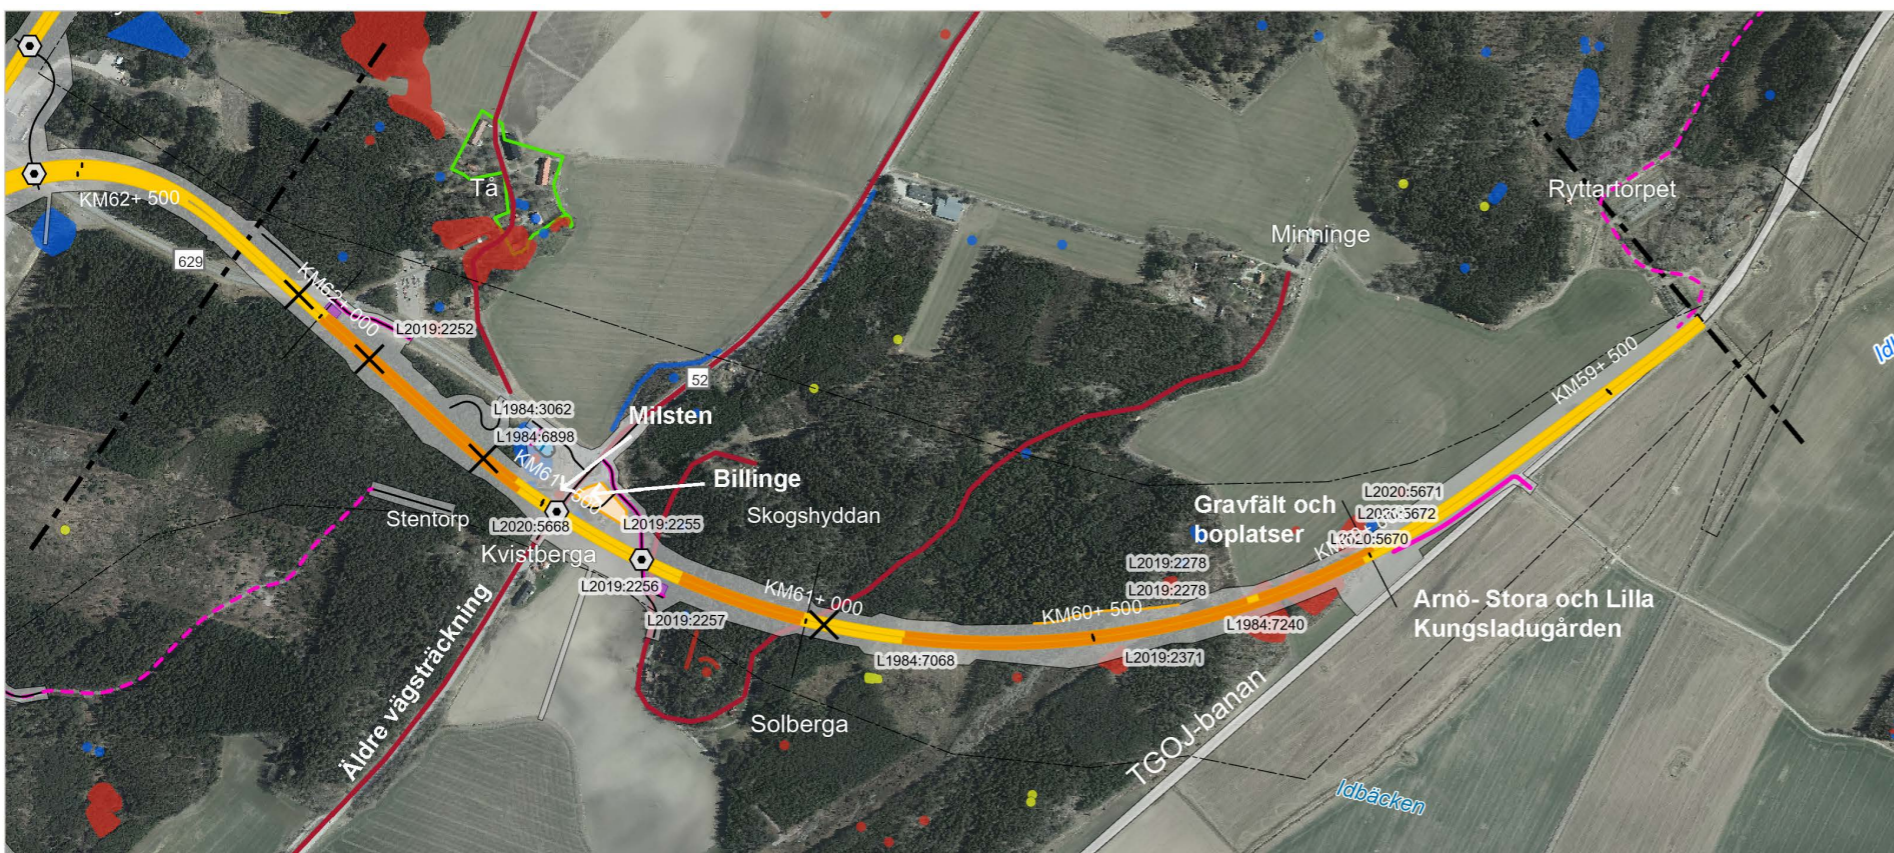 KM62+ 500
629
Tå
KM62+ 000
L2019:2252
52
L1984:3062
L1984:6898
Milsten
Billinge
Stentorp
L2020:5668
L2019:2255
Skogshyddan
Kvistberga
L2019:2256
L2019:2257
Äldre vägsträckning
KM61+ 000
L1984:7068
Solberga
KM60+ 500
L2019:2278
L2019:2278
L1984:7240
L2019:2371
Gravfält och
boplatser
L2020:5671
L2020:5672
L2020:5670
Minninge
Ryttartorpet
KM59+ 500
Arnö- Stora och Lilla
Kungsladugården
TGOJ-banan
Idbäcken